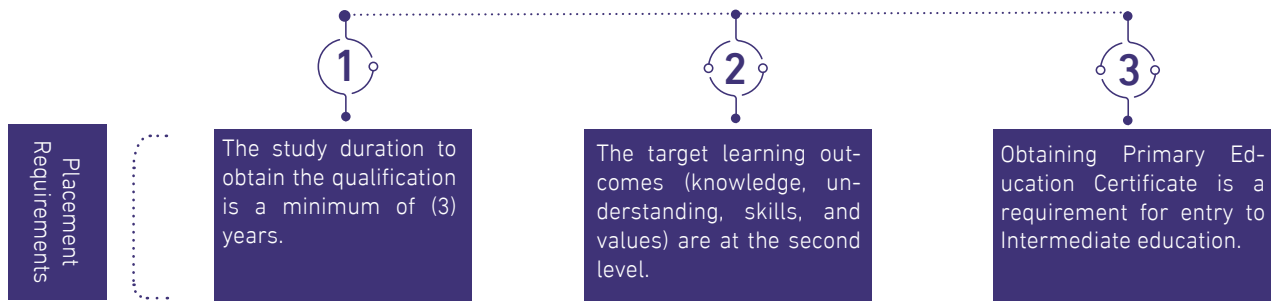 1
2
3
Placement
Requirements
The study duration to
obtain the qualification
is a minimum of (3)
years.
The target learning out-
comes (knowledge, un-
derstanding, skills, and
values) are at the second
level.
Obtaining Primary Ed-
ucation Certificate is a
requirement for entry to
Intermediate education.